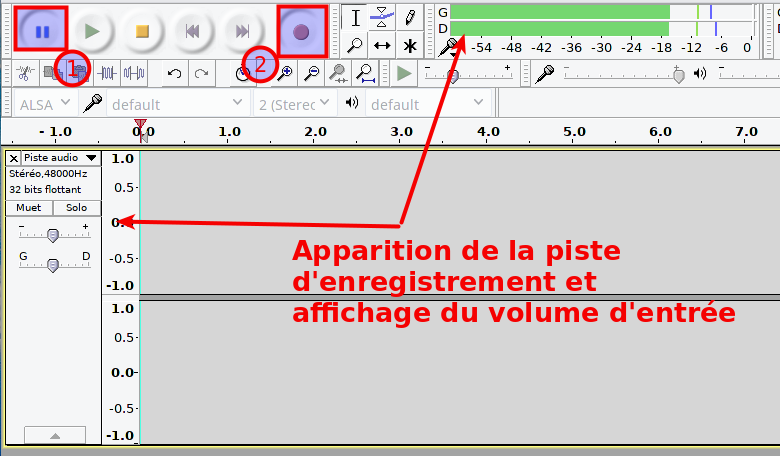 G
D
-54 -48 -42 -36 -30 -24 -18 -12 -6 0
1
2
- +
- +
ALSA default 2 (Sterec default
- 1.0 0.0 1.0 2.0 3.0 4.0 5.0 6.0 7.0
x Piste audio
Stéréo,48000Hz
32 bits flottant
Muet Solo
- +
G D
1.0
0.5-
0.
-0.5-
-1.0
1.0
0.5-
0.0-
-0.5-
-1.0
Apparition de la piste
d'enregistrement et
affichage du volume d'entrée